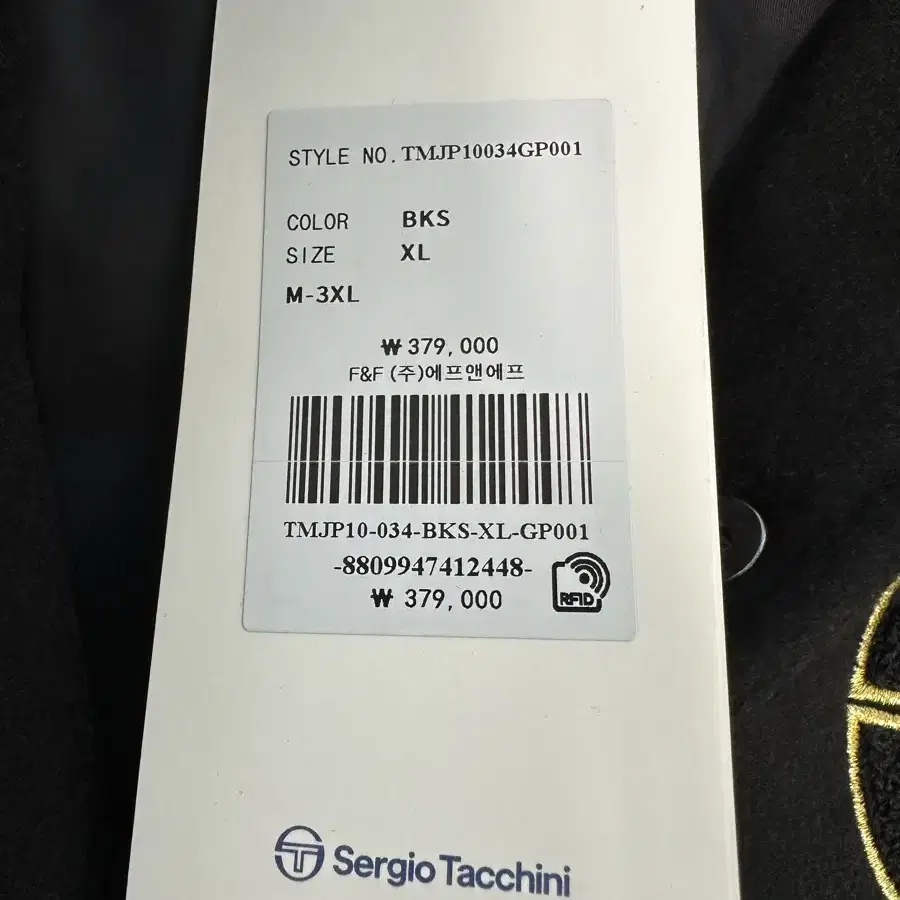 STYLE NO. TMJP10034GP001
COLOR BKS
SIZE XL
M-3XL
₩ 379,000
F&F (주)에프앤에프
TMJP10-034-BKS-XL-GP001
-8809947412448-
RFID
₩ 379,000
Sergio Tacchini